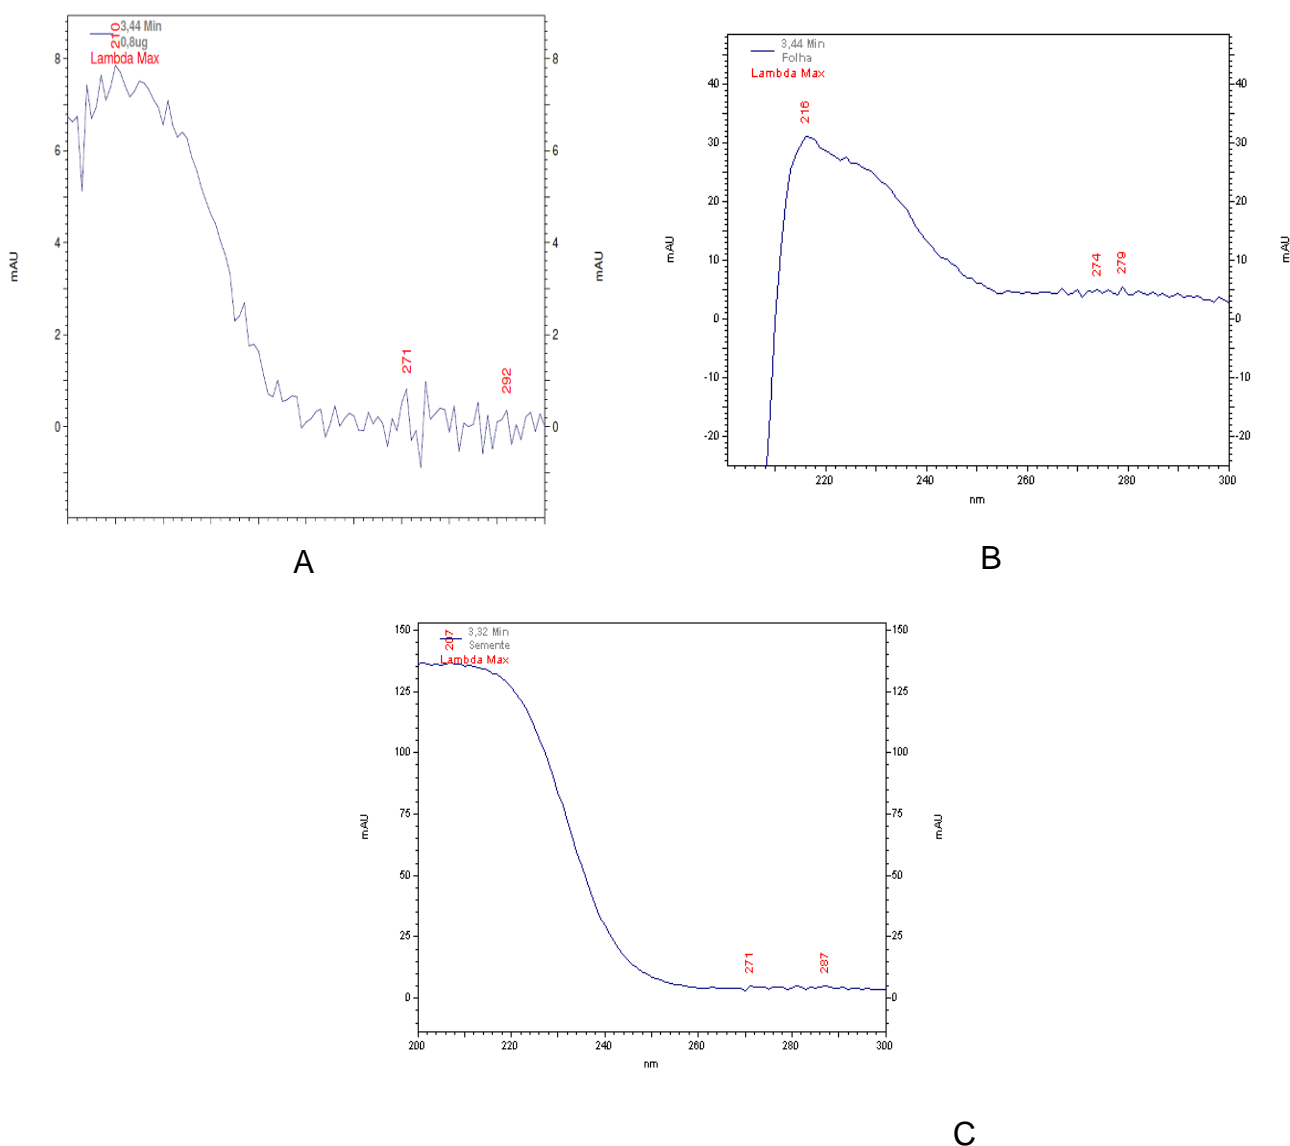 3,44 Min
0,8ug
Lambda Max
210
271
292
8
6
4
2
0
8
6
4
2
0
mAU
mAU
A
3,44 Min
Folha
Lambda Max
216
274
279
40
30
20
10
0
-10
-20
40
30
20
10
0
-10
-20
mAU
mAU
220 240 260 280 300
nm
B
3,32 Min
Semente
Lambda Max
207
271
287
150
125
100
75
50
25
0
150
125
100
75
50
25
0
mAU
mAU
200 220 240 260 280 300
nm
C